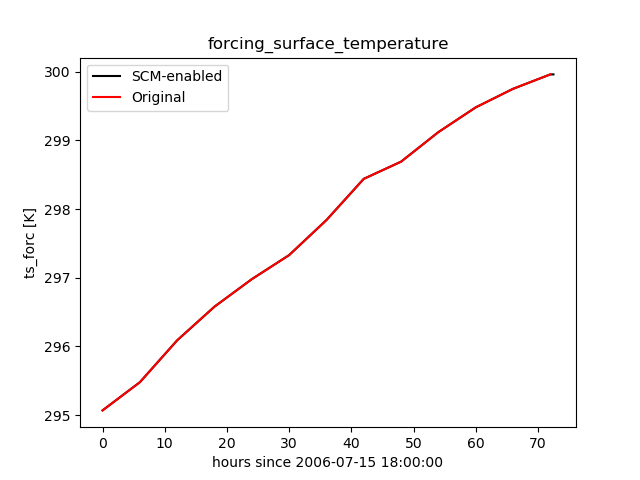 forcing_surface_temperature
SCM-enabled
Original
ts_forc [K]
300
299
298
297
296
295
0 10 20 30 40 50 60 70
hours since 2006-07-15 18:00:00